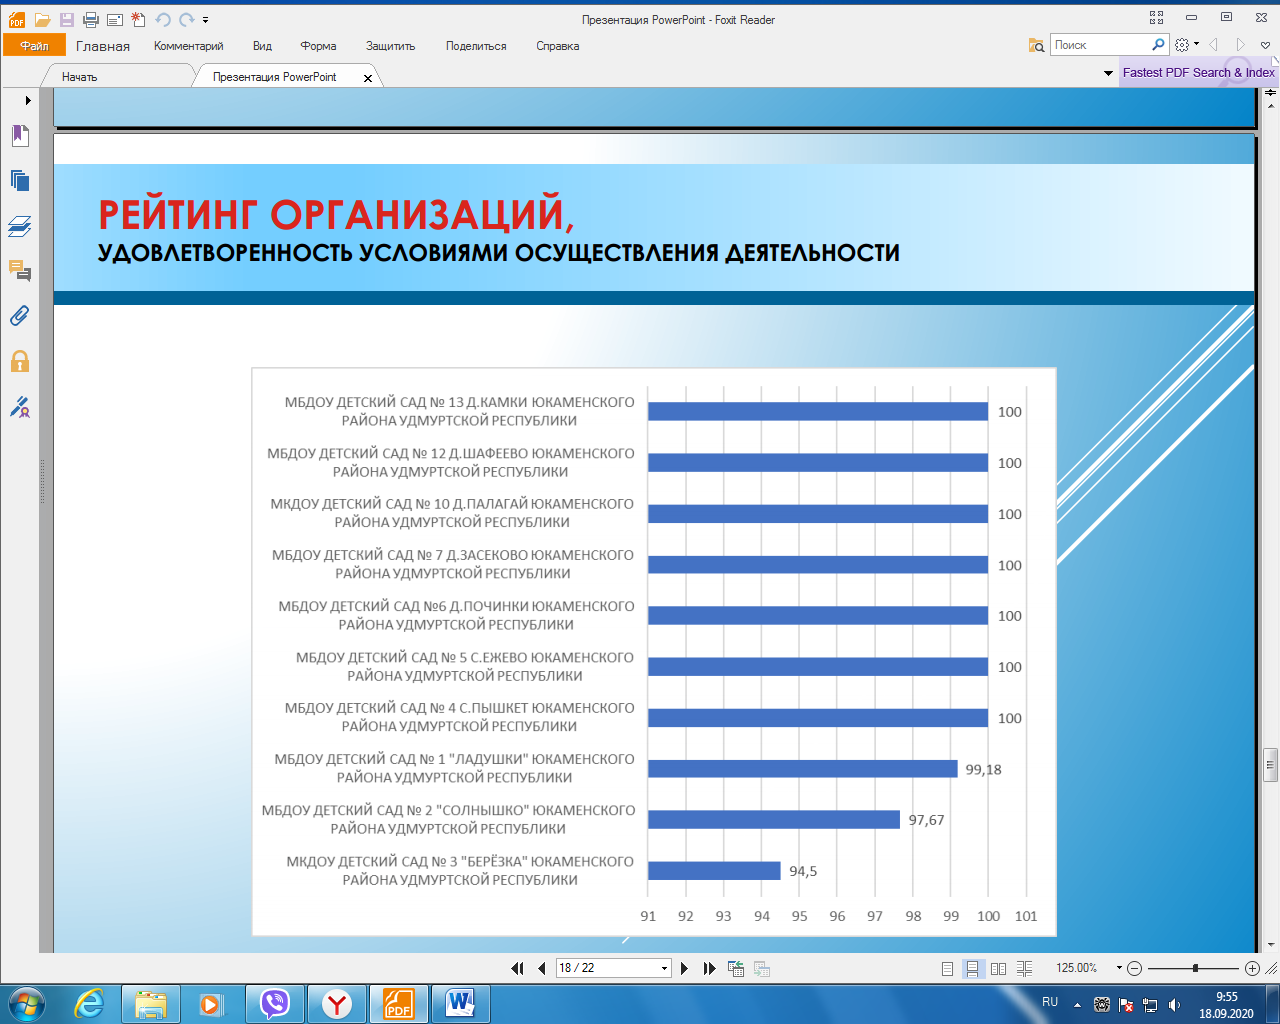 Презентация PowerPoint - Foxit Reader
Файл Главная Комментарий Вид Форма Защитить Поделиться Справка Поиск
Начать Презентация PowerPoint Fastest PDF Search & Index
РЕЙТИНГ ОРГАНИЗАЦИЙ,
УДОВЛЕТВОРЕННОСТЬ УСЛОВИЯМИ ОСУЩЕСТВЛЕНИЯ ДЕЯТЕЛЬНОСТИ
МБДОУ ДЕТСКИЙ САД № 13 Д.КАМКИ ЮКАМЕНСКОГО
РАЙОНА УДМУРТСКОЙ РЕСПУБЛИКИ
100
МБДОУ ДЕТСКИЙ САД № 12 Д.ШАФЕЕВО ЮКАМЕНСКОГО
РАЙОНА УДМУРТСКОЙ РЕСПУБЛИКИ
100
МКДОУ ДЕТСКИЙ САД № 10 Д.ПАЛАГАЙ ЮКАМЕНСКОГО
РАЙОНА УДМУРТСКОЙ РЕСПУБЛИКИ
100
МБДОУ ДЕТСКИЙ САД № 7 Д.ЗАСЕКОВО ЮКАМЕНСКОГО
РАЙОНА УДМУРТСКОЙ РЕСПУБЛИКИ
100
МБДОУ ДЕТСКИЙ САД №6 Д.ПОЧИНКИ ЮКАМЕНСКОГО
РАЙОНА УДМУРТСКОЙ РЕСПУБЛИКИ
100
МБДОУ ДЕТСКИЙ САД № 5 С.ЕЖЕВО ЮКАМЕНСКОГО
РАЙОНА УДМУРТСКОЙ РЕСПУБЛИКИ
100
МБДОУ ДЕТСКИЙ САД № 4 С.ПЫШКЕТ ЮКАМЕНСКОГО
РАЙОНА УДМУРТСКОЙ РЕСПУБЛИКИ
100
МБДОУ ДЕТСКИЙ САД № 1 "ЛАДУШКИ" ЮКАМЕНСКОГО
РАЙОНА УДМУРТСКОЙ РЕСПУБЛИКИ
99,18
МБДОУ ДЕТСКИЙ САД № 2 "СОЛНЫШКО" ЮКАМЕНСКОГО
РАЙОНА УДМУРТСКОЙ РЕСПУБЛИКИ
97,67
МКДОУ ДЕТСКИЙ САД № 3 "БЕРЁЗКА" ЮКАМЕНСКОГО
РАЙОНА УДМУРТСКОЙ РЕСПУБЛИКИ
94,5
91 92 93 94 95 96 97 98 99 100 101
18 / 22 125.00%
RU 9:55
18.09.2020